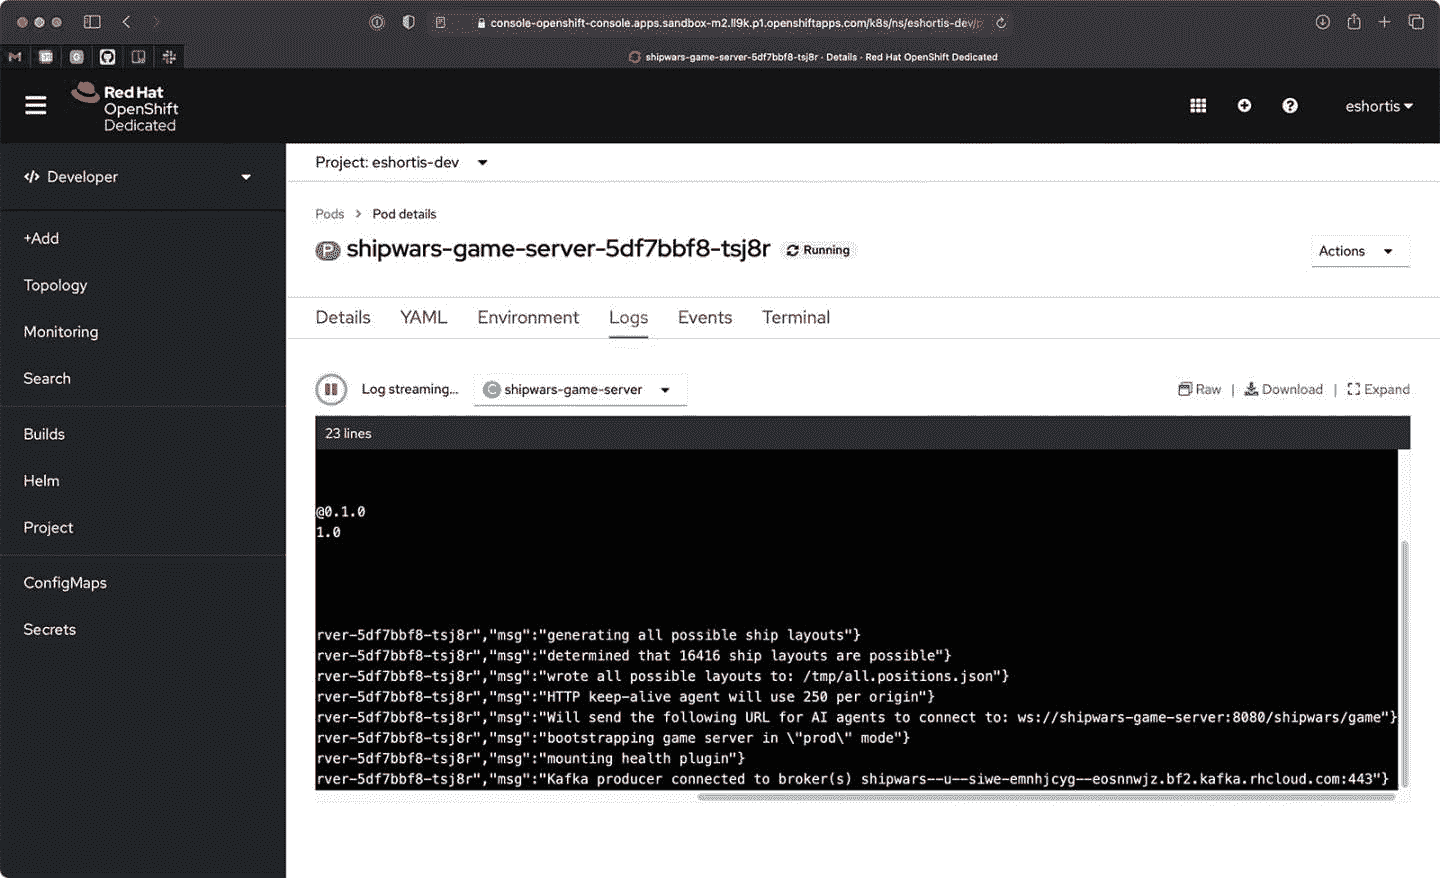 console-openshift-console.apps.sandbox-m2.ll9k.p1.openshiftapps.com/k8s/ns/eshortis-dev/
shipwars-game-server-5df7bbf8-tsj8r · Details · Red Hat OpenShift Dedicated
Red Hat
OpenShift
Dedicated
eshortis
</> Developer
Project: eshortis-dev
Pods > Pod details
+Add
P shipwars-game-server-5df7bbf8-tsj8r Running
Actions
Topology
Details YAML Environment Logs Events Terminal
Monitoring
Search
Log streaming... C shipwars-game-server
Raw | Download | Expand
Builds
23 lines
Helm
Project
ConfigMaps
Secrets
@0.1.0
1.0
rver-5df7bbf8-tsj8r","msg":"generating all possible ship layouts"}
rver-5df7bbf8-tsj8r","msg":"determined that 16416 ship layouts are possible"}
rver-5df7bbf8-tsj8r","msg":"wrote all possible layouts to: /tmp/all.positions.json"}
rver-5df7bbf8-tsj8r","msg":"HTTP keep-alive agent will use 250 per origin"}
rver-5df7bbf8-tsj8r","msg":"Will send the following URL for AI agents to connect to: ws://shipwars-game-server:8080/shipwars/game"}
rver-5df7bbf8-tsj8r","msg":"bootstrapping game server in \"prod\" mode"}
rver-5df7bbf8-tsj8r","msg":"mounting health plugin"}
rver-5df7bbf8-tsj8r","msg":"Kafka producer connected to broker(s) shipwars--u--siwe-emnhjcyg--eosnnwjz.bf2.kafka.rhcloud.com:443"}